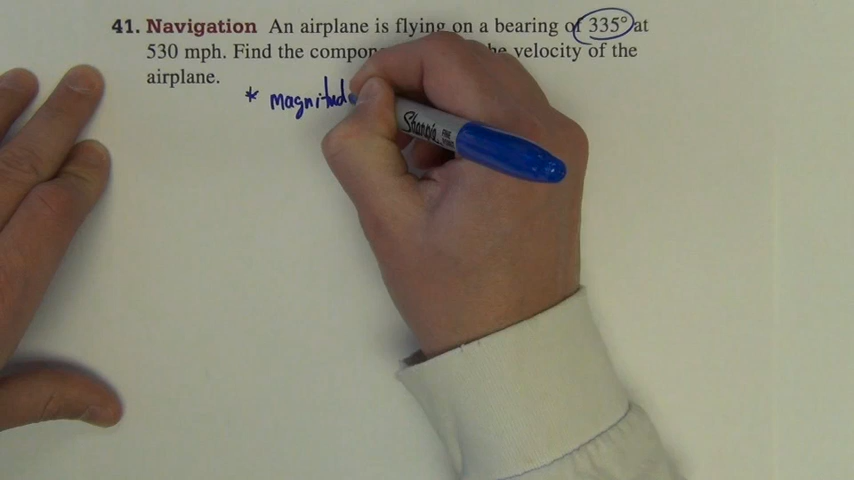 41. Navigation An airplane is flying on a bearing of 335° at
530 mph. Find the velocity of the
airplane.
* magnitud
Sharpie
FINE